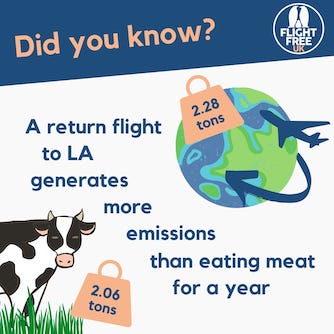 Did you know?
FLIGHT
FREE
UK
2.28
tons
A return flight
to LA
generates
more
emissions
than eating meat
for a year
2.06
tons